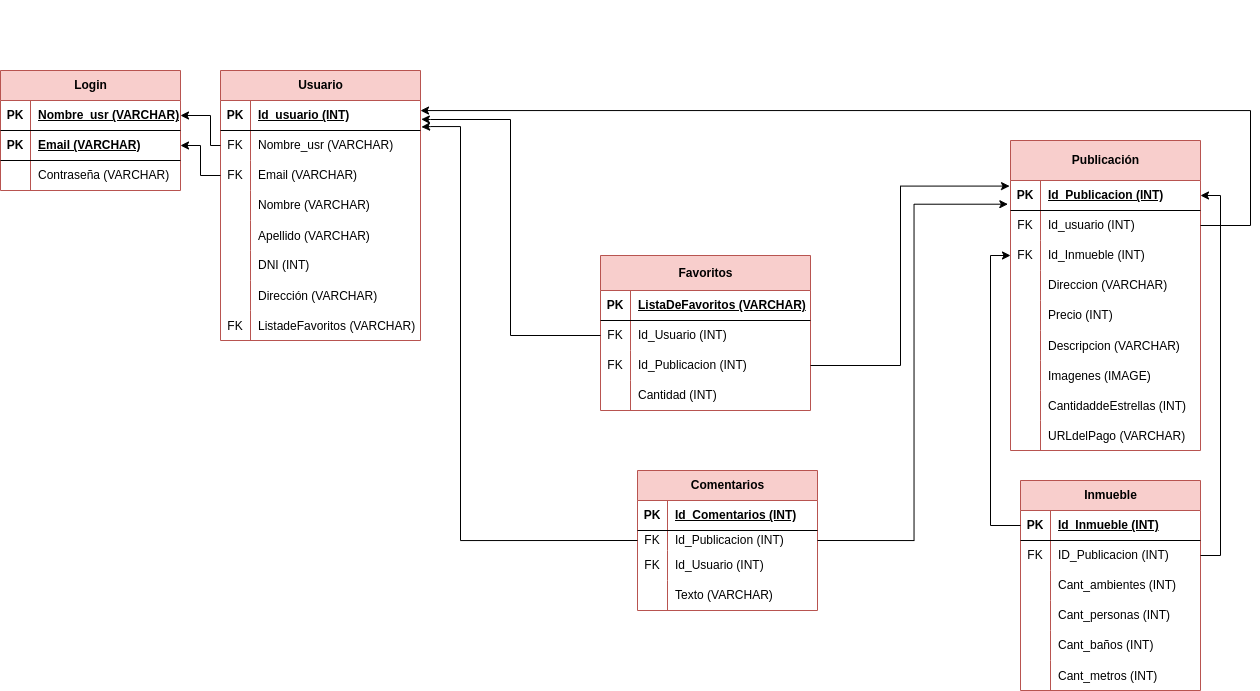 Login
PK Nombre_usr (VARCHAR)
PK Email (VARCHAR)
Contraseña (VARCHAR)
Usuario
PK Id_usuario (INT)
FK Nombre_usr (VARCHAR)
FK Email (VARCHAR)
Nombre (VARCHAR)
Apellido (VARCHAR)
DNI (INT)
Dirección (VARCHAR)
FK ListadeFavoritos (VARCHAR)
Favoritos
PK ListaDeFavoritos (VARCHAR)
FK Id_Usuario (INT)
FK Id_Publicacion (INT)
Cantidad (INT)
Comentarios
PK Id_Comentarios (INT)
FK Id_Publicacion (INT)
FK Id_Usuario (INT)
Texto (VARCHAR)
Publicación
PK Id_Publicacion (INT)
FK Id_usuario (INT)
FK Id_Inmueble (INT)
Direccion (VARCHAR)
Precio (INT)
Descripcion (VARCHAR)
Imagenes (IMAGE)
CantidaddeEstrellas (INT)
URLdelPago (VARCHAR)
Inmueble
PK Id_Inmueble (INT)
FK ID_Publicacion (INT)
Cant_ambientes (INT)
Cant_personas (INT)
Cant_baños (INT)
Cant_metros (INT)